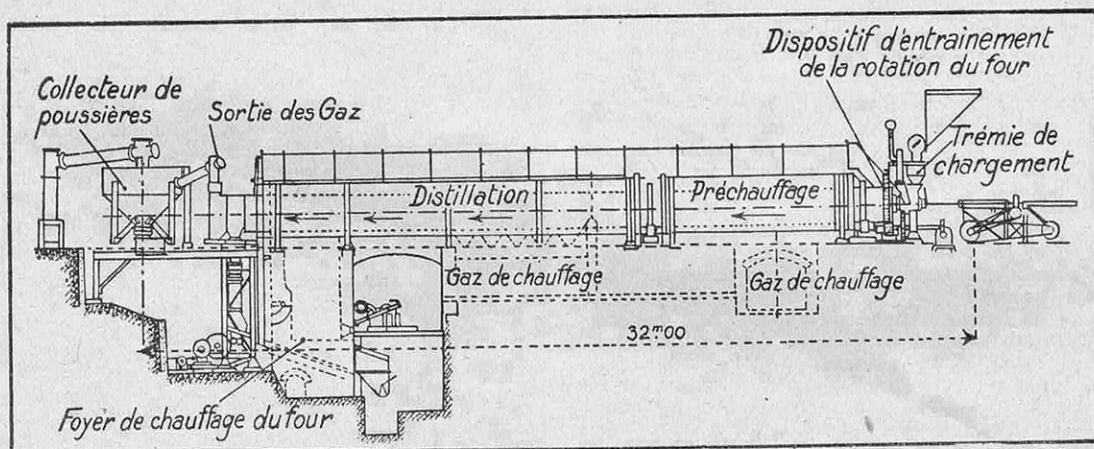 Dispositif d'entrainement
de la rotation du four
Collecteur de
poussières
Sortie des Gaz
Trémie de
chargement
Distillation
Préchauffage
Gaz de chauffage
Gaz de chauffage
32m00
Foyer de chauffage du four